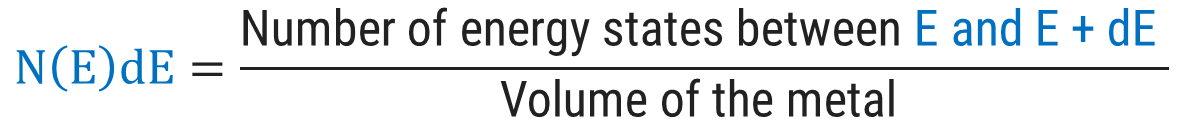 N(E)dE = Number of energy states between E and E + dE
Volume of the metal